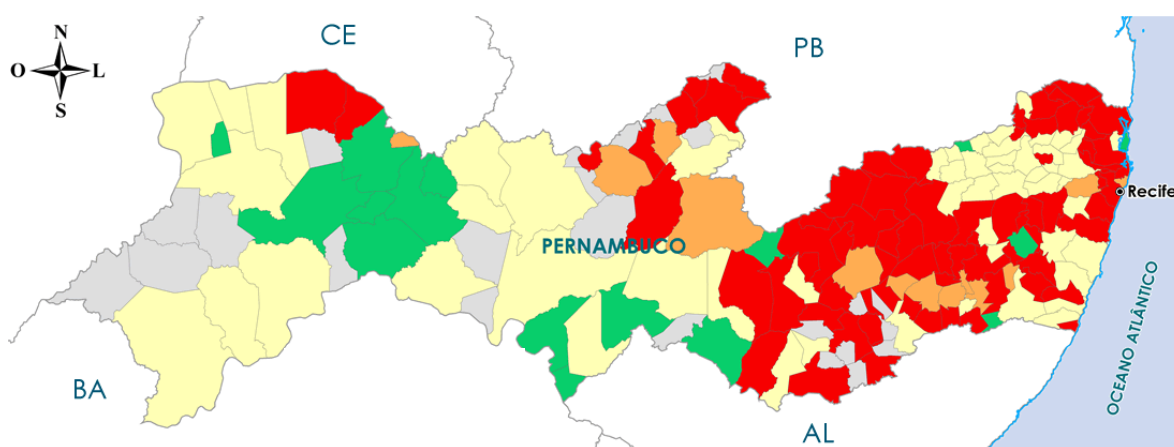 CE
PB
N
O
L
S
Recife
PERNAMBUCO
BA
AL
OCEANO ATLÂNTICO